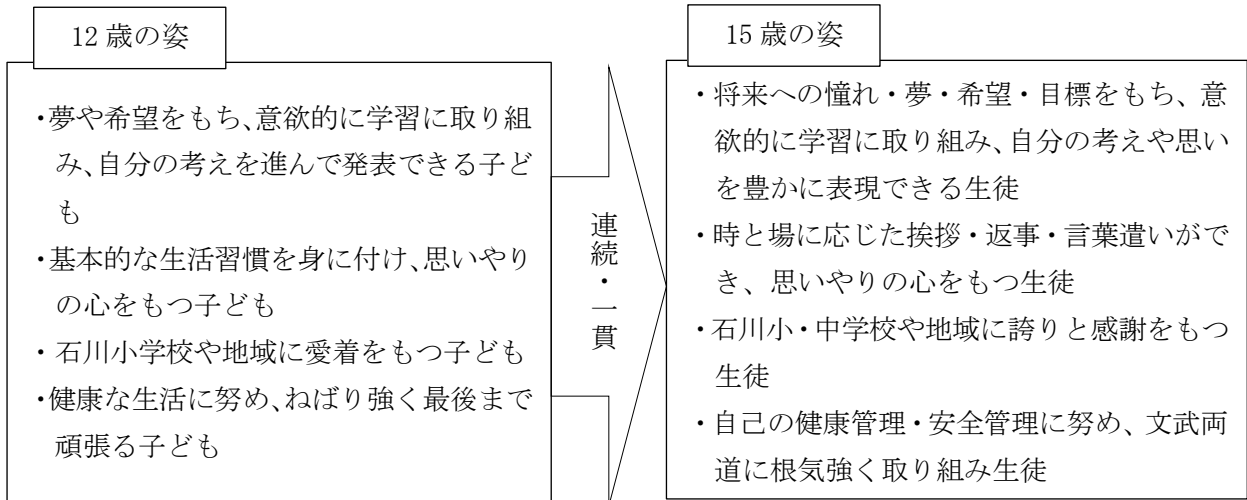 12歳の姿
・夢や希望をもち、意欲的に学習に取り組
み、自分の考えを進んで発表できる子ど
も
・基本的な生活習慣を身に付け、思いやり
の心をもつ子ども
・石川小学校や地域に愛着をもつ子ども
・健康な生活に努め、ねばり強く最後まで
頑張る子ども
連続・一貫
15歳の姿
・将来への憧れ・夢・希望・目標をもち、意
欲的に学習に取り組み、自分の考えや思い
を豊かに表現できる生徒
・時と場に応じた挨拶・返事・言葉遣いがで
き、思いやりの心をもつ生徒
・石川小・中学校や地域に誇りと感謝をもつ
生徒
・自己の健康管理・安全管理に努め、文武両
道に根気強く取り組み生徒